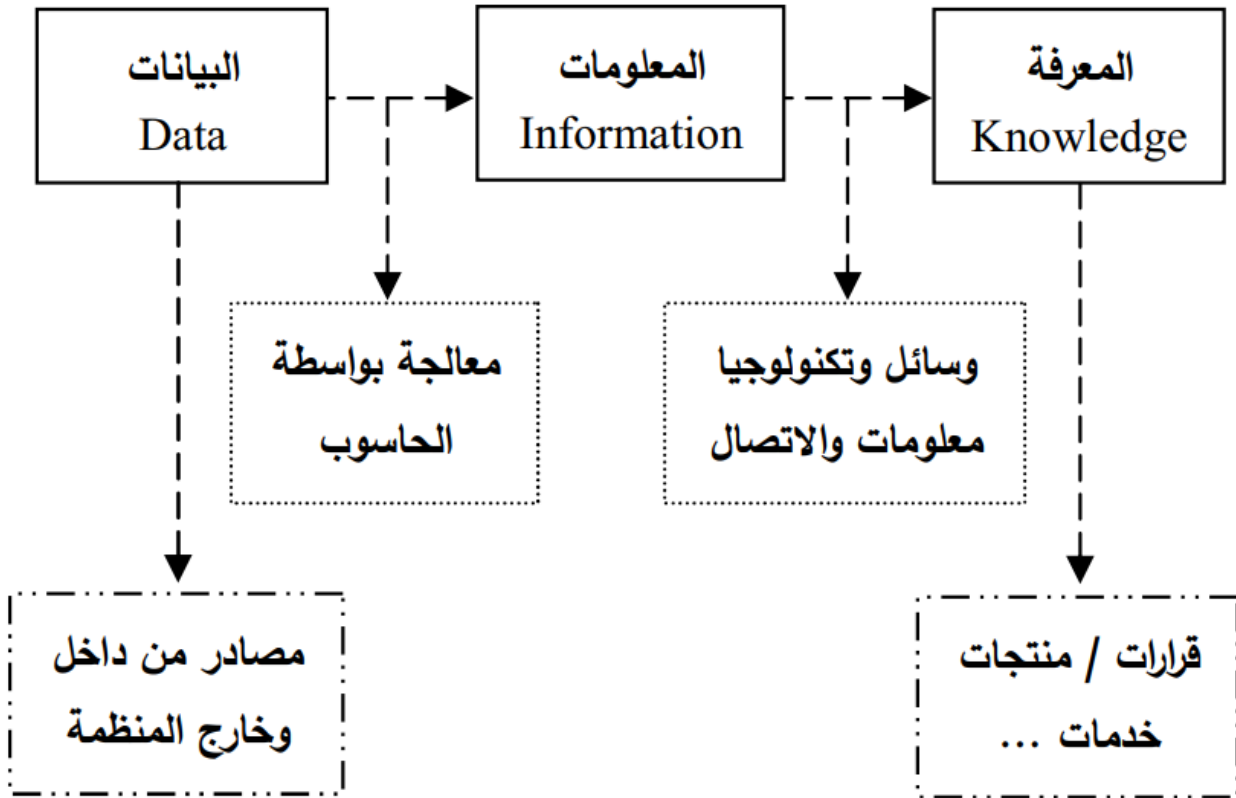 البيانات
Data
المعلومات
Information
المعرفة
Knowledge
معالجة بواسطة
الحاسوب
وسائل وتكنولوجيا
معلومات والاتصال
مصادر من داخل
وخارج المنظمة
قرارات / منتجات
خدمات ...